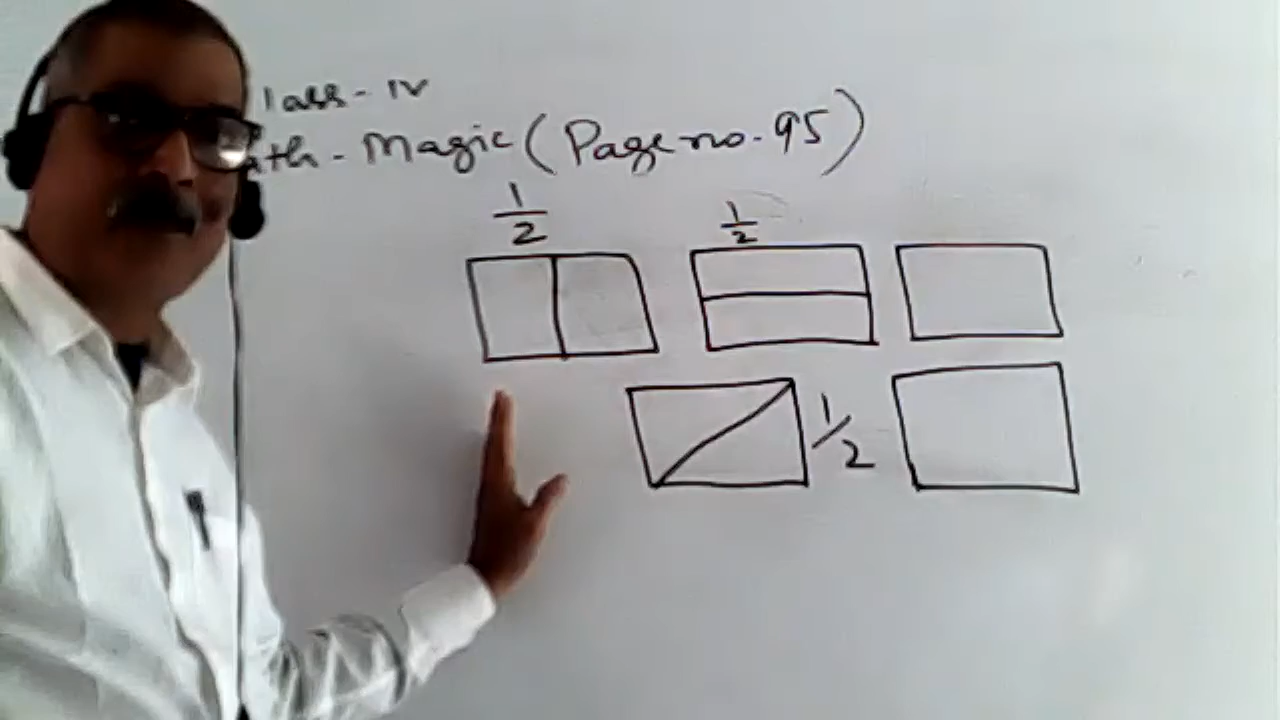 lass - IV
ath - Magic (Page no. 95)
1/2 1/2
1/2